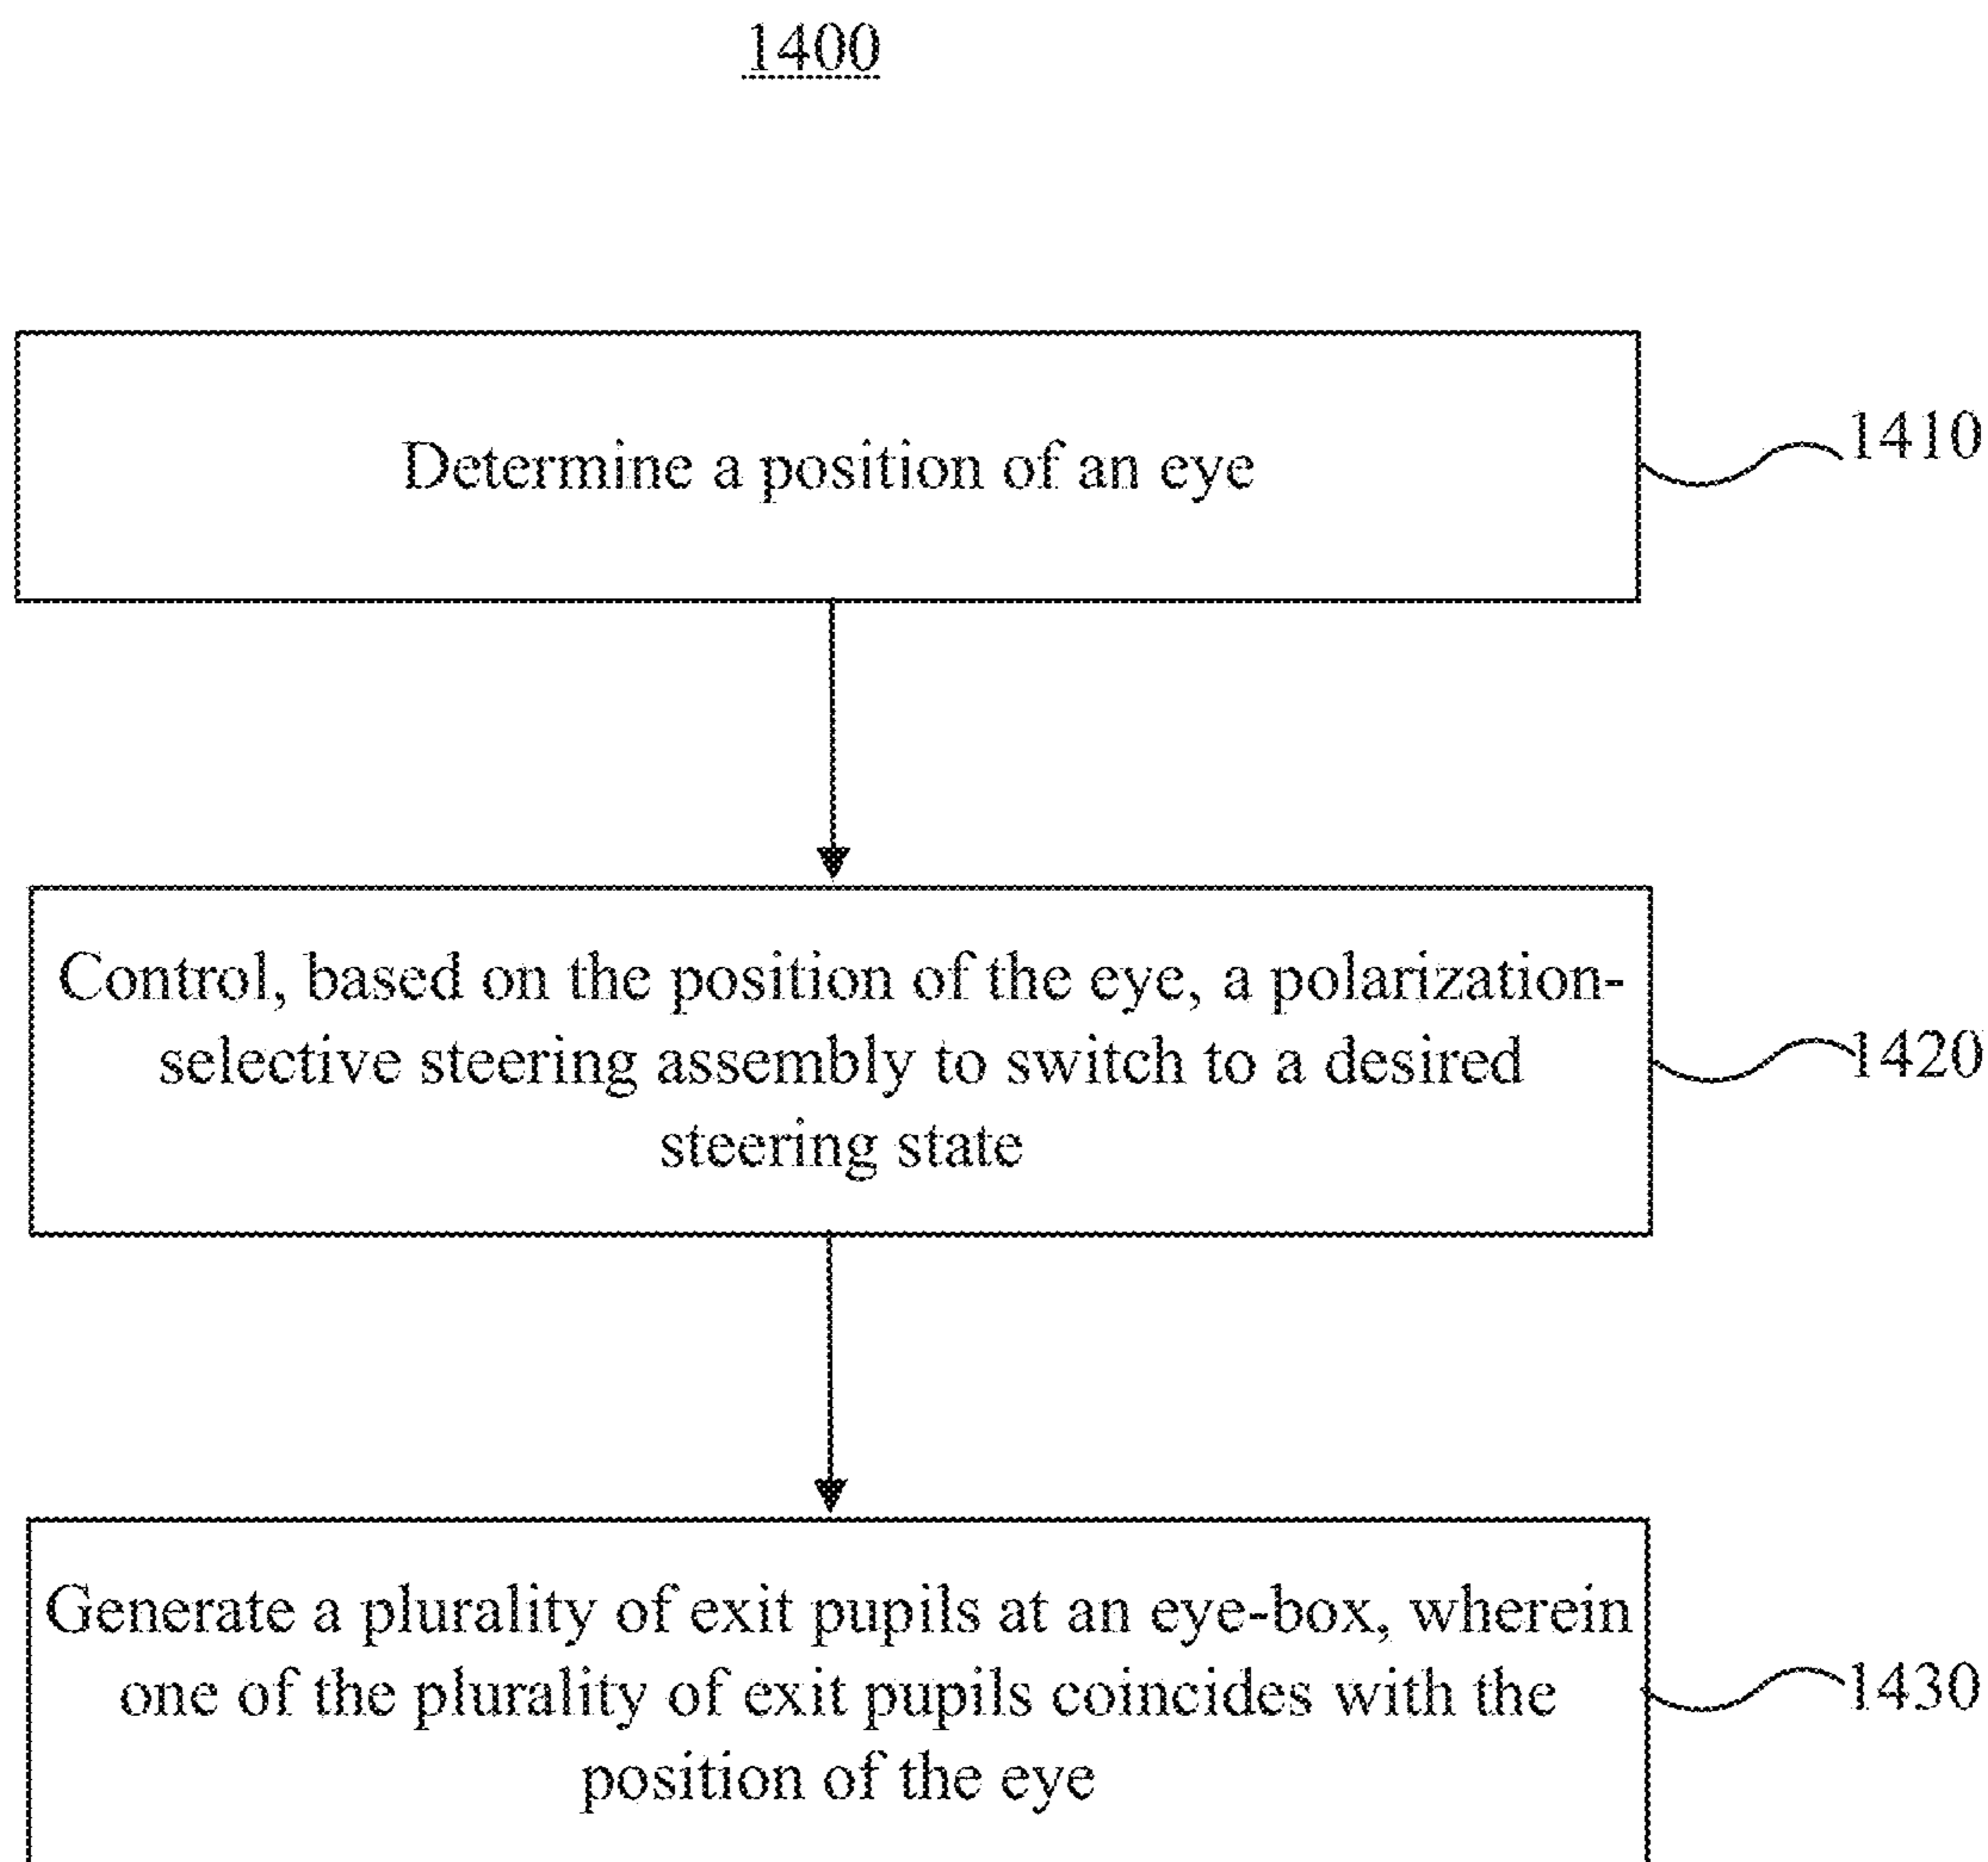 1400
Determine a position of an eye
1410
Control, based on the position of the eye, a polarization-
selective steering assembly to switch to a desired
steering state
1420
Generate a plurality of exit pupils at an eye-box, wherein
one of the plurality of exit pupils coincides with the
position of the eye
1430